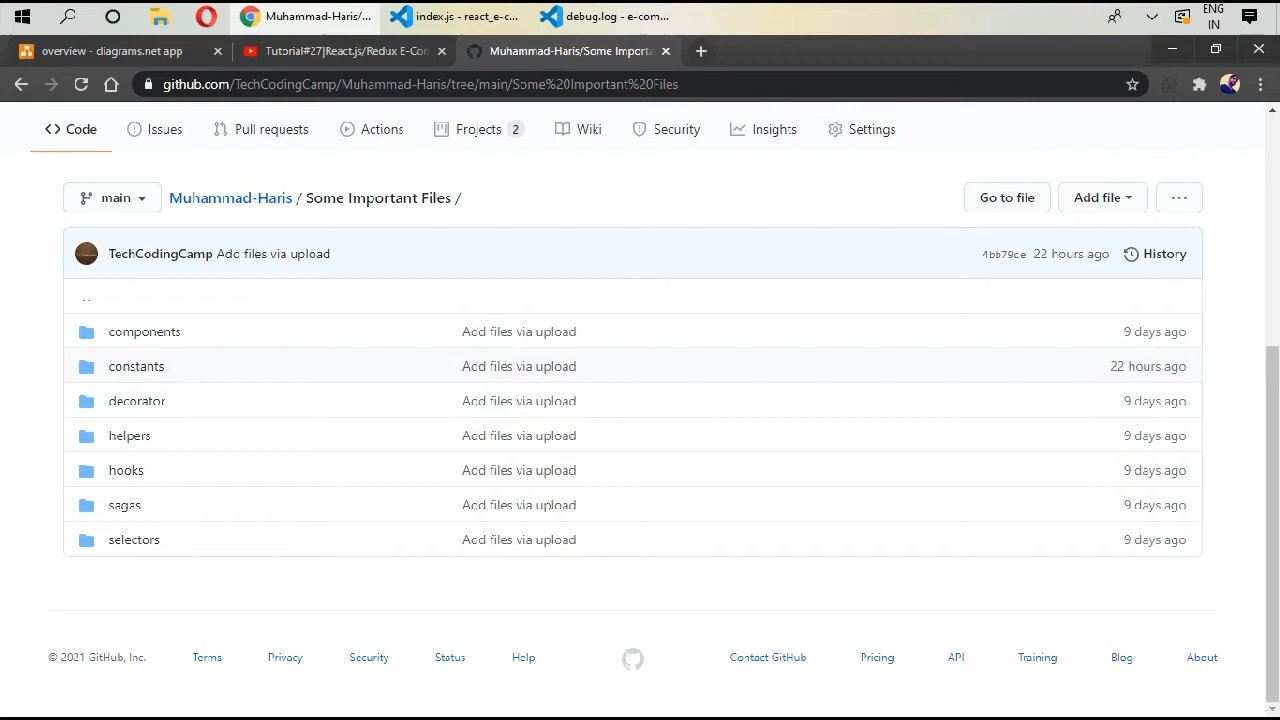 Muhammad-Haris/...
index.js - react_e-c...
debug.log - e-com...
ENG
IN
overview - diagrams.net app
Tutorial#27|React.js/Redux E-Con
Muhammad-Haris/Some Importa
github.com/TechCodingCamp/Muhammad-Haris/tree/main/Some%20Important%20Files
Code
Issues
Pull requests
Actions
Projects 2
Wiki
Security
Insights
Settings
main
Muhammad-Haris / Some Important Files /
Go to file
Add file
TechCodingCamp Add files via upload
4bb79ce 22 hours ago
History
..
components Add files via upload 9 days ago
constants Add files via upload 22 hours ago
decorator Add files via upload 9 days ago
helpers Add files via upload 9 days ago
hooks Add files via upload 9 days ago
sagas Add files via upload 9 days ago
selectors Add files via upload 9 days ago
© 2021 GitHub, Inc.
Terms
Privacy
Security
Status
Help
Contact GitHub
Pricing
API
Training
Blog
About